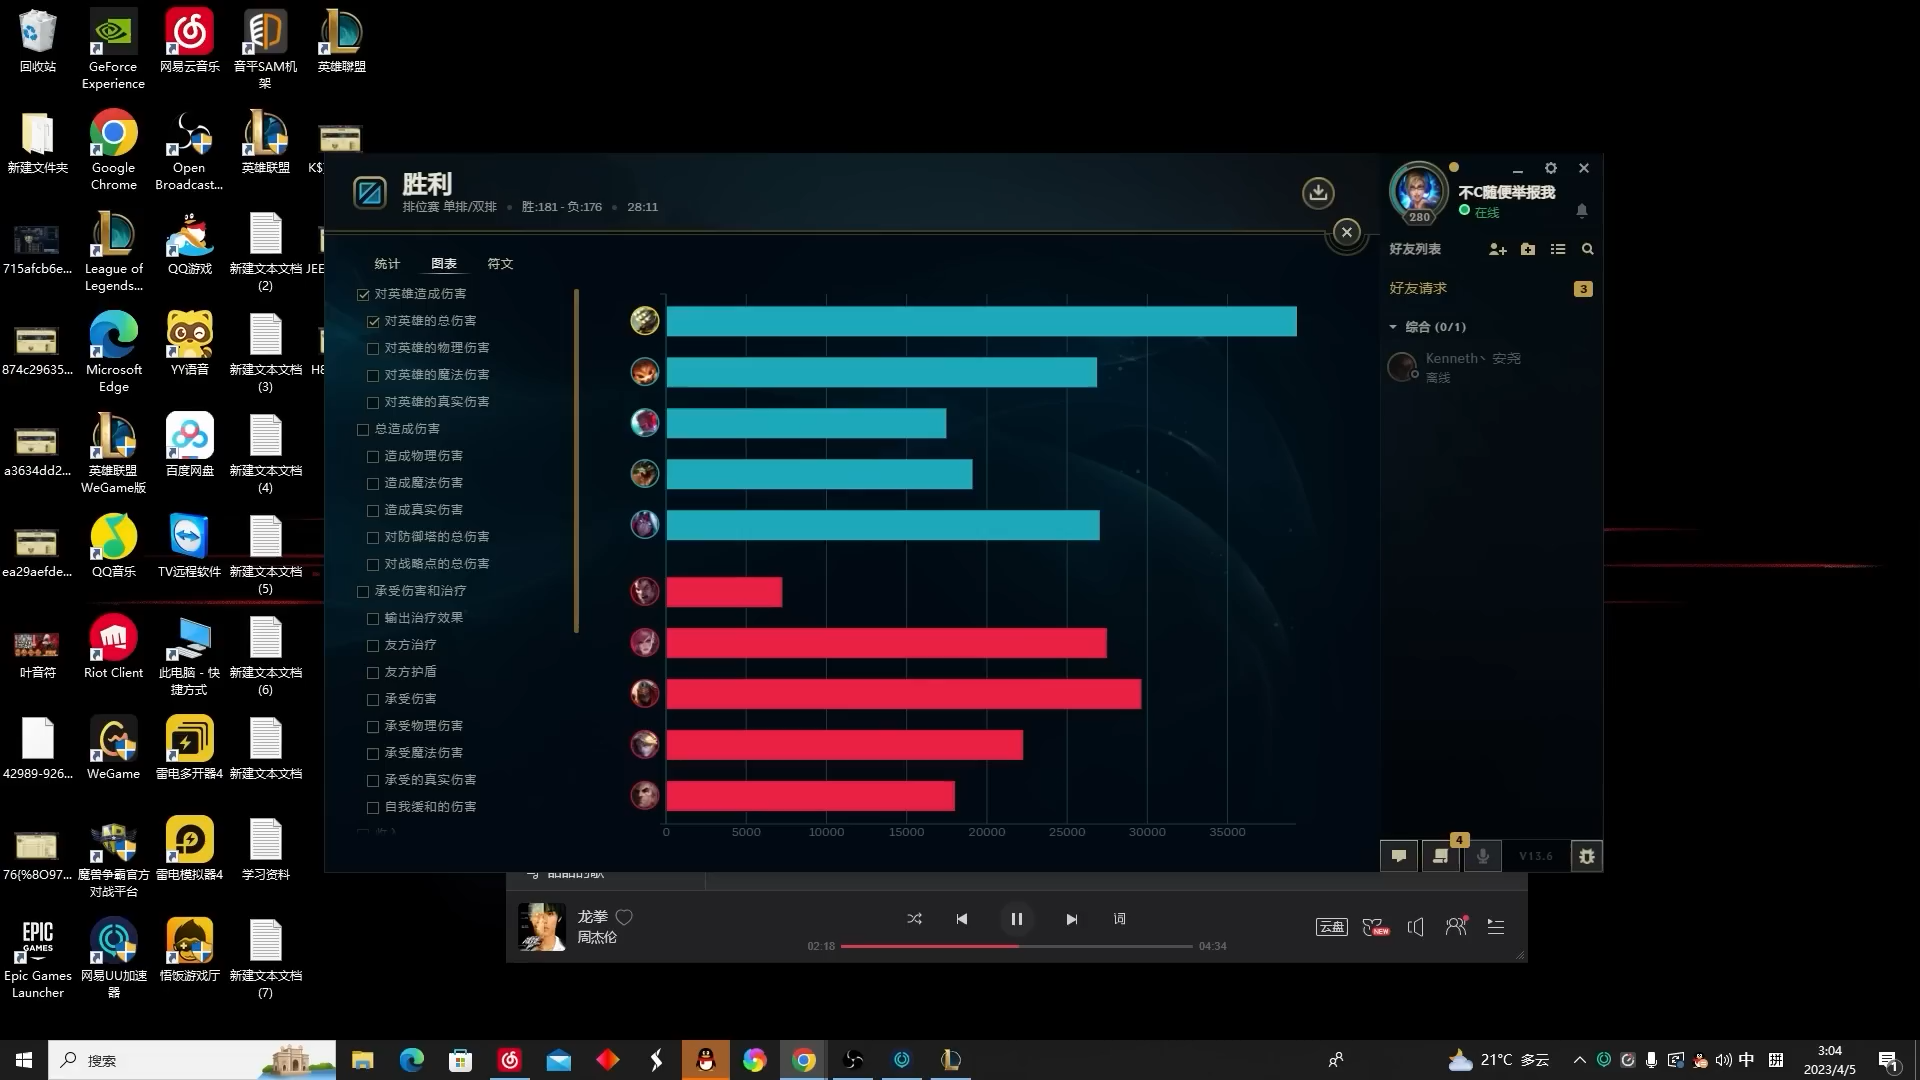 回收站
GeForce
Experience
网易云音乐
音平SAM机
架
英雄聯盟
新建文件夹
Google
Chrome
Open
Broadcast...
英雄联盟
715afcb6e...
League of
Legends...
QQ游戏
新建文本文档
(2)
874c29635...
Microsoft
Edge
YY语音
新建文本文档
(3)
a3634dd2...
英雄联盟
WeGame版
百度网盘
新建文本文档
(4)
ea29aefde...
QQ音乐
TV远程软件
新建文本文档
(5)
叶音符
Riot Client
此电脑 - 快
捷方式
新建文本文档
(6)
42989-926...
WeGame
雷电多开器4
新建文本文档
76(%8O97...
魔兽争霸官方
对战平台
雷电模拟器4
学习资料
EPIC
GAMES
Epic Games
Launcher
网易UU加速
器
悟饭游戏厅
新建文本文档
(7)
胜利
排位赛 单排/双排 • 胜:181 - 负:176 • 28:11
统计 图表 符文
对英雄造成伤害
对英雄的总伤害
对英雄的物理伤害
对英雄的魔法伤害
对英雄的真实伤害
总造成伤害
造成物理伤害
造成魔法伤害
造成真实伤害
对防御塔的总伤害
对战略点的总伤害
承受伤害和治疗
输出治疗效果
友方治疗
友方护盾
承受伤害
承受物理伤害
承受魔法伤害
承受的真实伤害
自我缓和的伤害
0 5000 10000 15000 20000 25000 30000 35000
280
不C随便举报我
在线
好友列表
好友请求 3
综合 (0/1)
Kenneth丶安尧
离线
4
V13.6
龙拳
周杰伦
词
02:18
04:34
云盘
NEW
搜索
21°C 多云
中
拼
3:04
2023/4/5
1